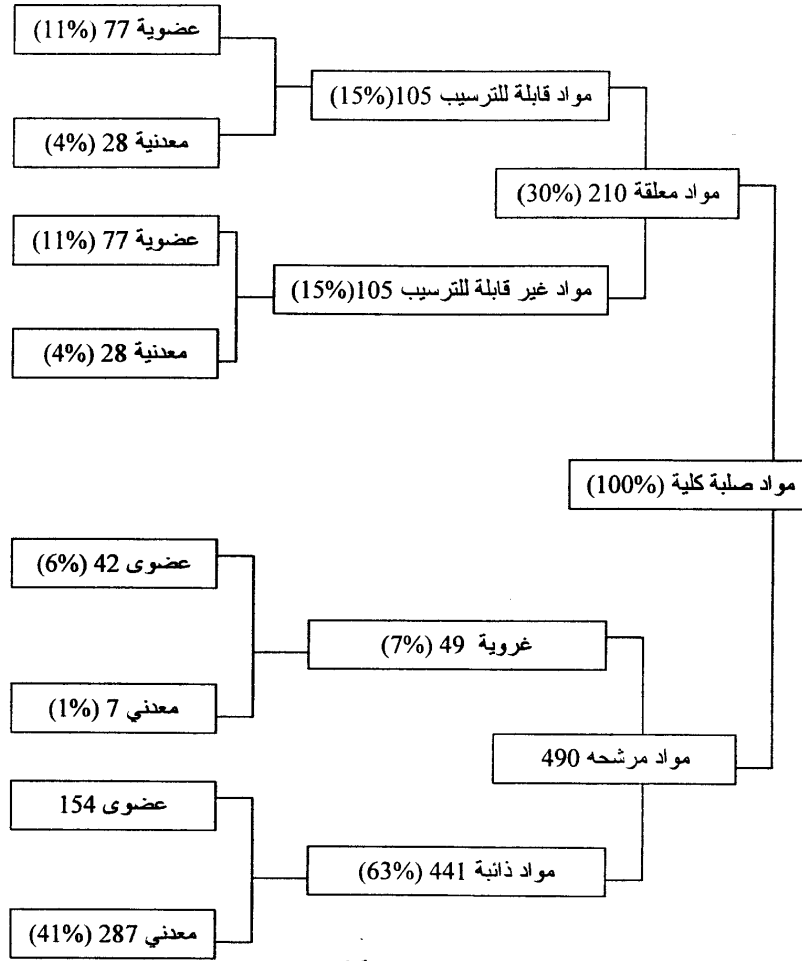 عضوية 77 (11%)
مواد قابلة للترسيب 105(15%)
معدنية 28 (4%)
مواد معلقة 210 (30%)
عضوية 77 (11%)
مواد غير قابلة للترسيب 105(15%)
معدنية 28 (4%)
مواد صلبة كلية (100%)
عضوى 42 (6%)
غروية 49 (7%)
معدني 7 (1%)
مواد مرشحه 490
عضوى 154
مواد ذائبة 441 (63%)
معدني 287 (41%)